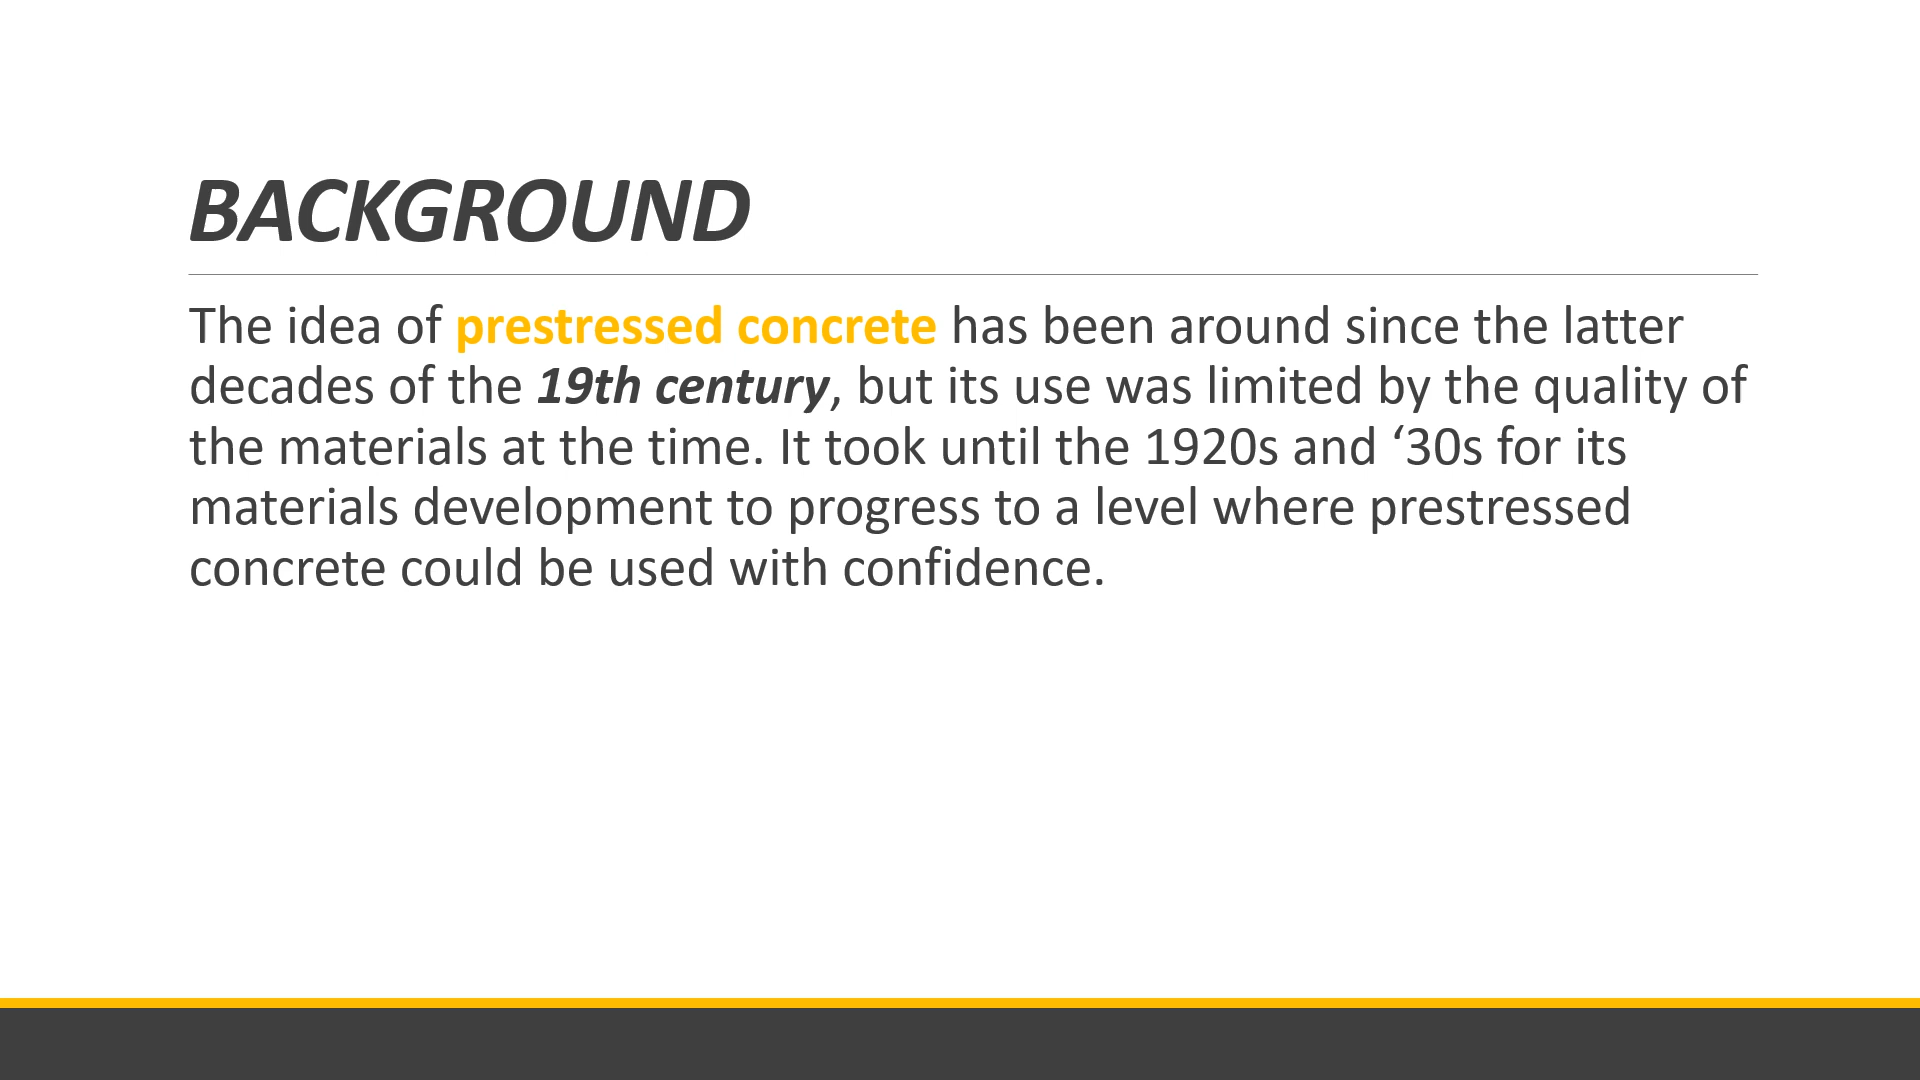 BACKGROUND
The idea of prestressed concrete has been around since the latter
decades of the 19th century, but its use was limited by the quality of
the materials at the time. It took until the 1920s and ‘30s for its
materials development to progress to a level where prestressed
concrete could be used with confidence.